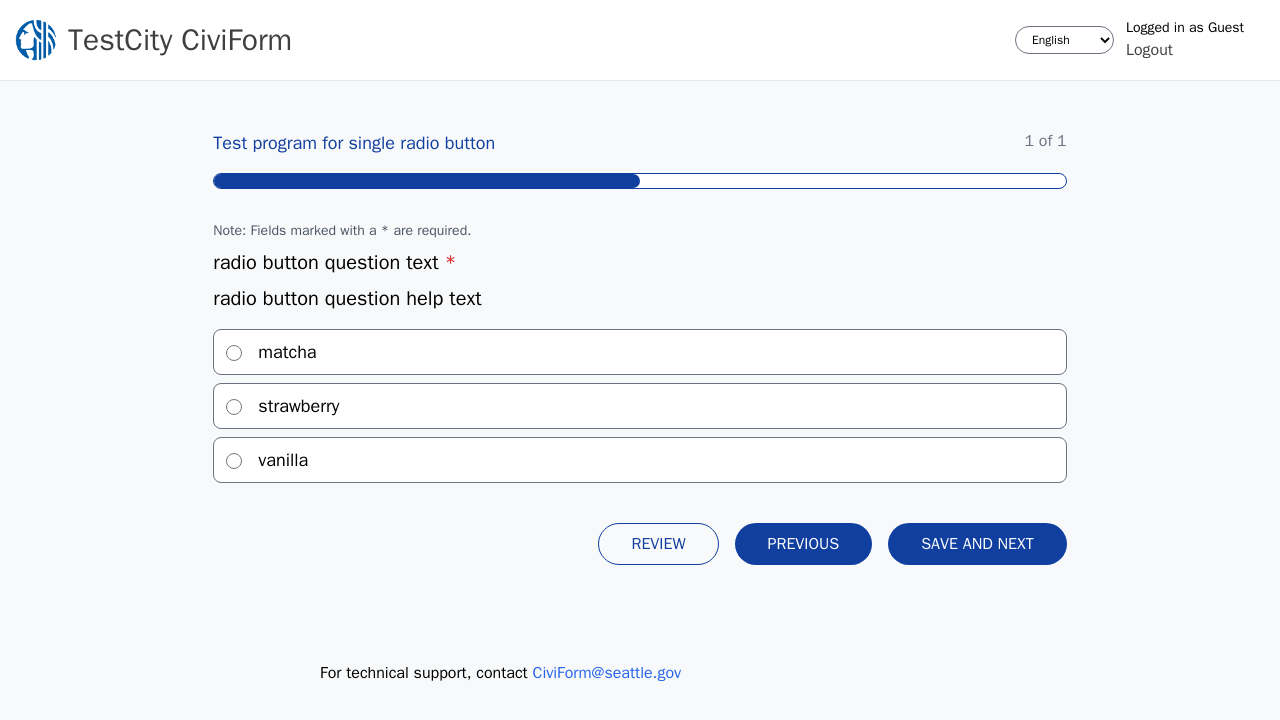 TestCity CiviForm
English
Logged in as Guest
Logout
Test program for single radio button
1 of 1
Note: Fields marked with a * are required.
radio button question text *
radio button question help text
matcha
strawberry
vanilla
REVIEW
PREVIOUS
SAVE AND NEXT
For technical support, contact CiviForm@seattle.gov